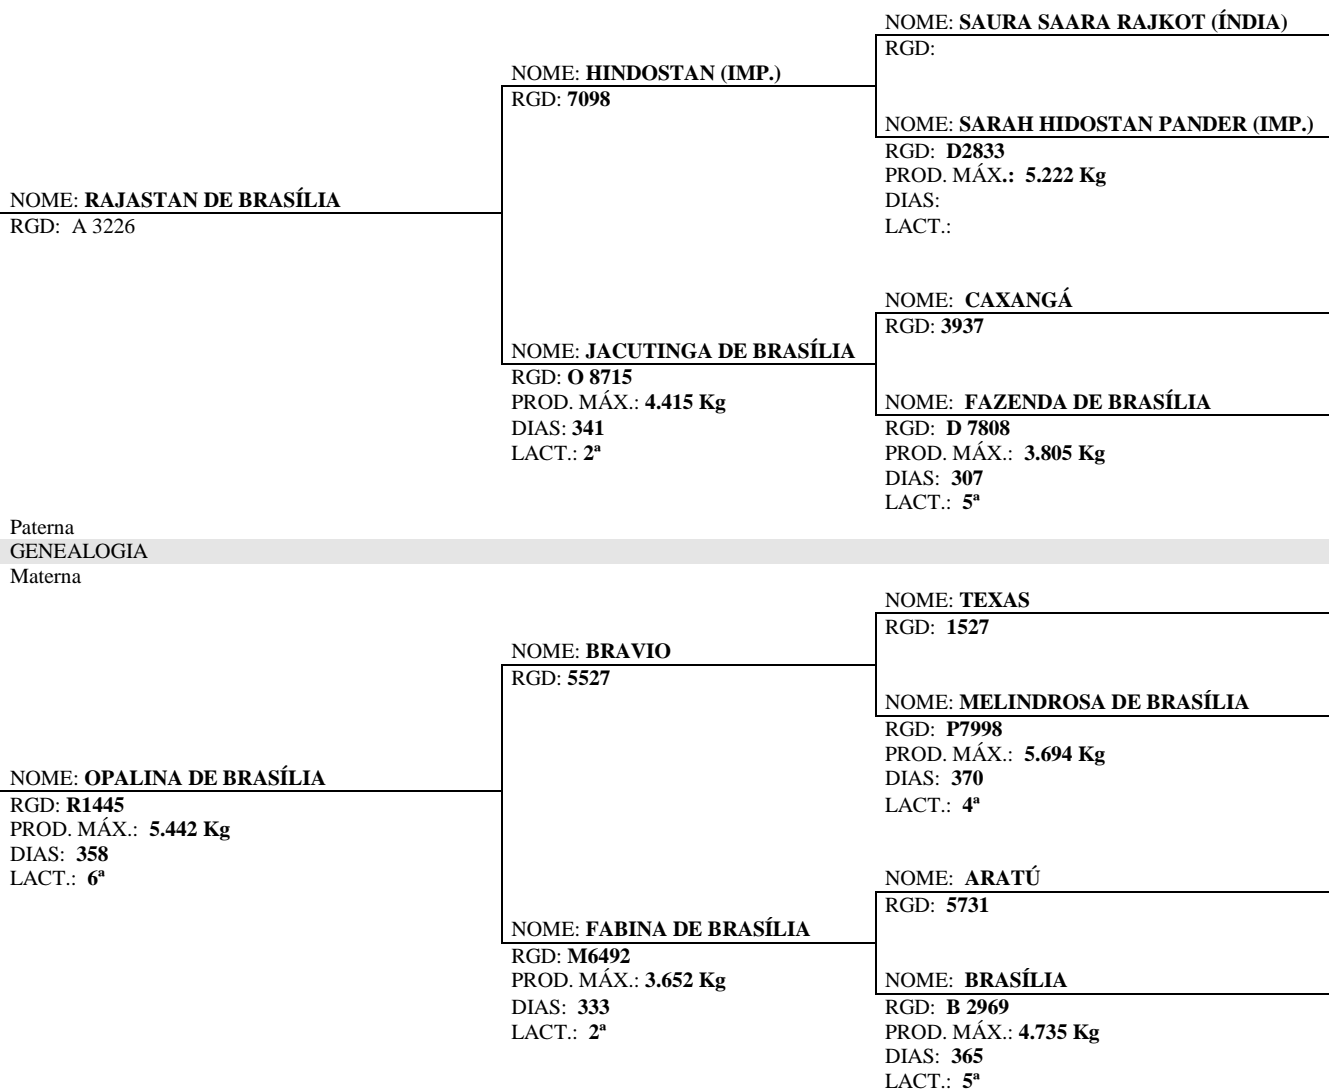 NOME: SAURA SAARA RAJKOT (ÍNDIA)
RGD:
NOME: HINDOSTAN (IMP.)
RGD: 7098
NOME: SARAH HIDOSTAN PANDER (IMP.)
RGD: D2833
PROD. MÁX.: 5.222 Kg
DIAS:
LACT.:
NOME: RAJASTAN DE BRASÍLIA
RGD: A 3226
NOME: CAXANGÁ
RGD: 3937
NOME: JACUTINGA DE BRASÍLIA
RGD: O 8715
PROD. MÁX.: 4.415 Kg
DIAS: 341
LACT.: 2ª
NOME: FAZENDA DE BRASÍLIA
RGD: D 7808
PROD. MÁX.: 3.805 Kg
DIAS: 307
LACT.: 5ª
Paterna
GENEALOGIA
Materna
NOME: TEXAS
RGD: 1527
NOME: BRAVIO
RGD: 5527
NOME: MELINDROSA DE BRASÍLIA
RGD: P7998
PROD. MÁX.: 5.694 Kg
DIAS: 370
LACT.: 4ª
NOME: OPALINA DE BRASÍLIA
RGD: R1445
PROD. MÁX.: 5.442 Kg
DIAS: 358
LACT.: 6ª
NOME: ARATÚ
RGD: 5731
NOME: FABINA DE BRASÍLIA
RGD: M6492
PROD. MÁX.: 3.652 Kg
DIAS: 333
LACT.: 2ª
NOME: BRASÍLIA
RGD: B 2969
PROD. MÁX.: 4.735 Kg
DIAS: 365
LACT.: 5ª